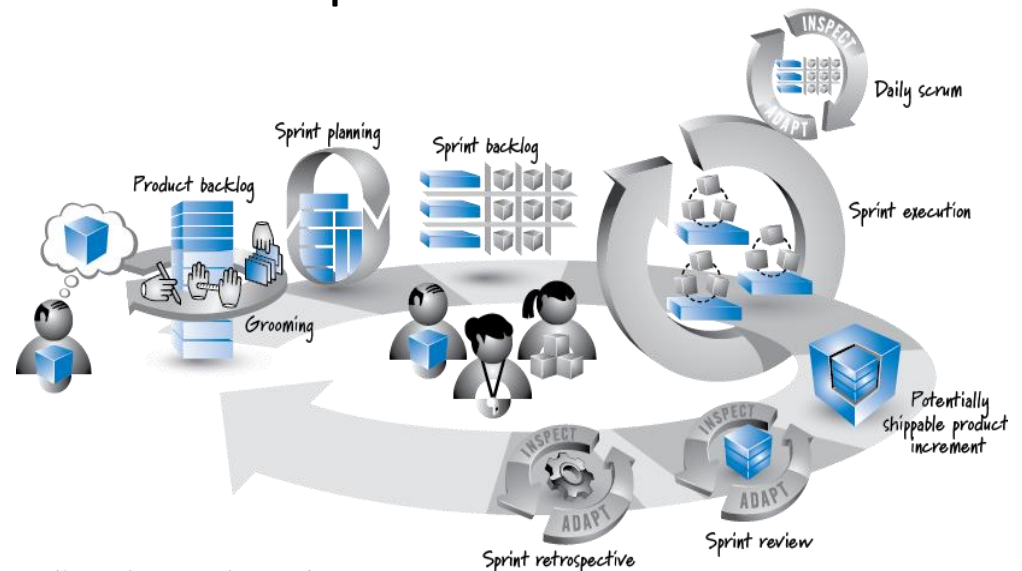 INSPECT
ADAPT
Daily scrum
Sprint planning
Sprint backlog
Product backlog
Sprint execution
Grooming
Potentially
shippable product
increment
INSPECT
ADAPT
INSPECT
ADAPT
Sprint review
Sprint retrospective